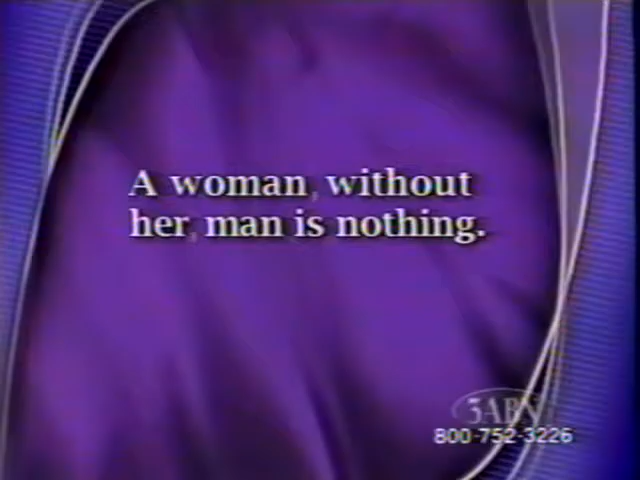 A woman, without
her, man is nothing.
3ABN
800-752-3226